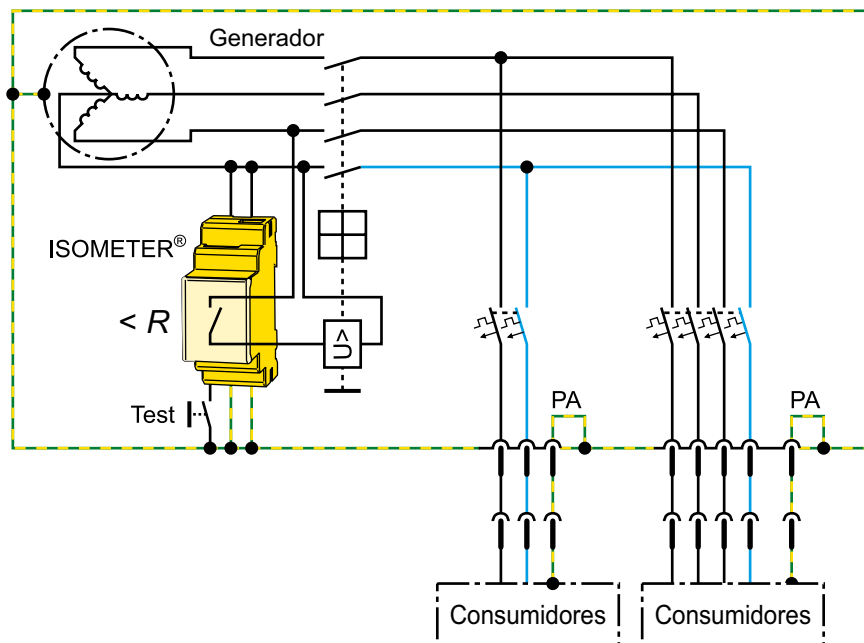 Generador
ISOMETER®
< R
U>
Test
PA
PA
Consumidores
Consumidores